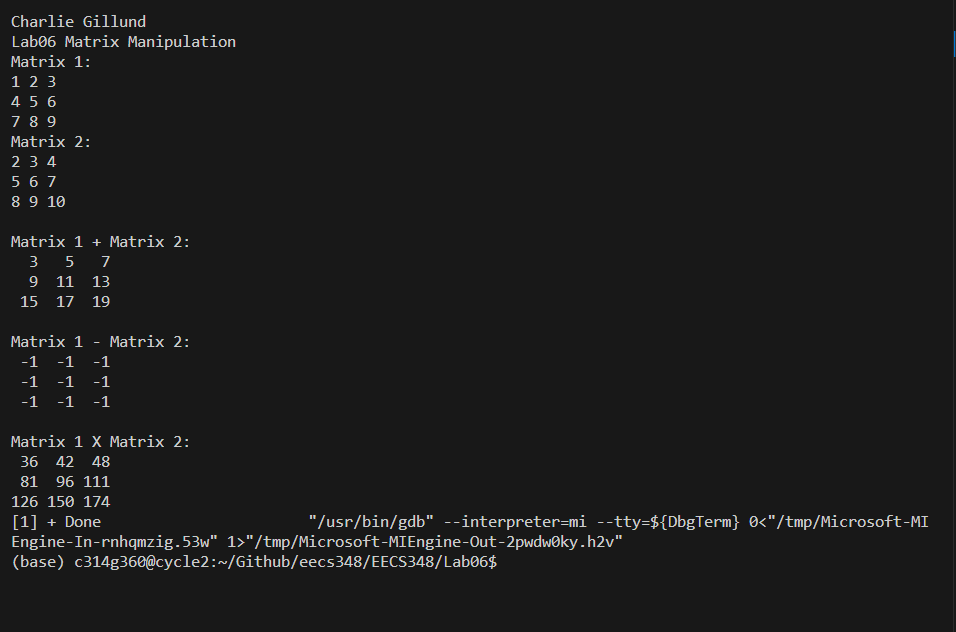 Charlie Gillund
Lab06 Matrix Manipulation
Matrix 1:
1 2 3
4 5 6
7 8 9
Matrix 2:
2 3 4
5 6 7
8 9 10

Matrix 1 + Matrix 2:
  3   5   7
  9  11  13
 15  17  19

Matrix 1 - Matrix 2:
 -1  -1  -1
 -1  -1  -1
 -1  -1  -1

Matrix 1 X Matrix 2:
 36  42  48
 81  96 111
126 150 174
[1] + Done                       "/usr/bin/gdb" --interpreter=mi --tty=${DbgTerm} 0<"/tmp/Microsoft-MI
Engine-In-rnhqmzig.53w" 1>"/tmp/Microsoft-MIEngine-Out-2pwdw0ky.h2v"
(base) c314g360@cycle2:~/Github/eecs348/EECS348/Lab06$